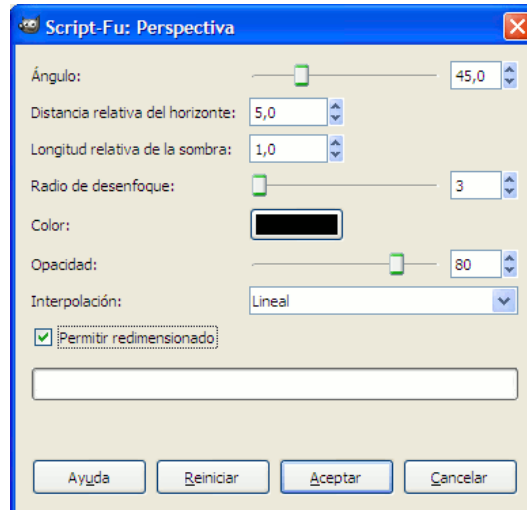 Script-Fu: Perspectiva
Ángulo: 45,0
Distancia relativa del horizonte: 5,0
Longitud relativa de la sombra: 1,0
Radio de desenfoque: 3
Color:
Opacidad: 80
Interpolación: Lineal
Permitir redimensionado
Ayuda Reiniciar Aceptar Cancelar